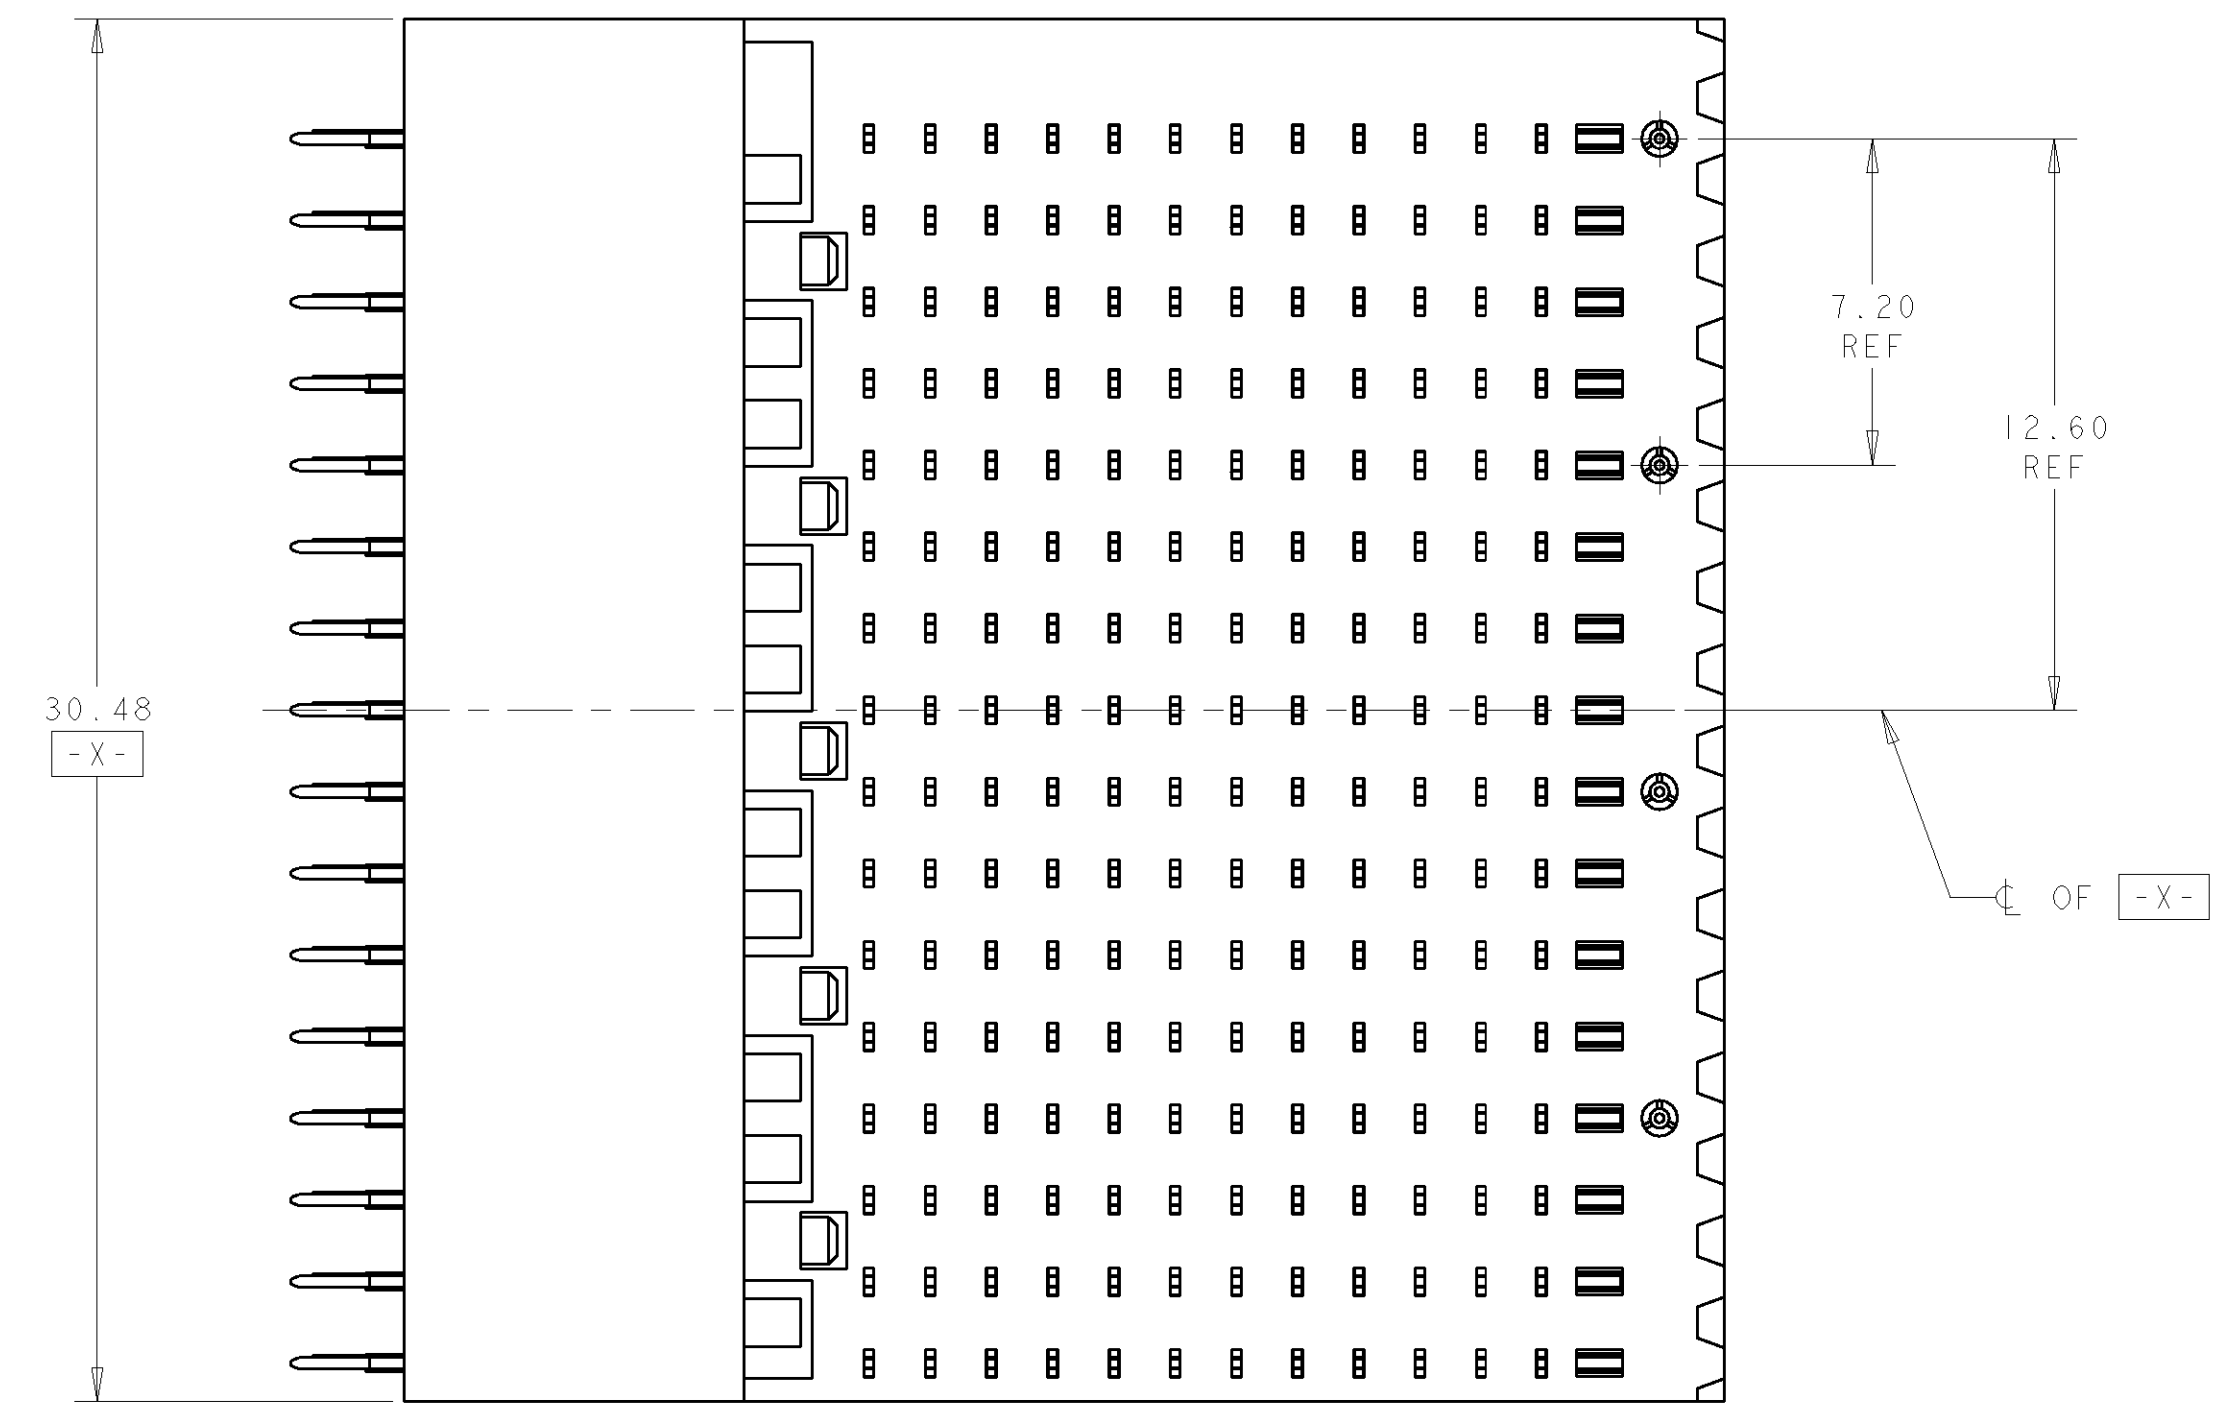 7.20
REF
12.60
REF
30.48
-X-
℄ OF -X-